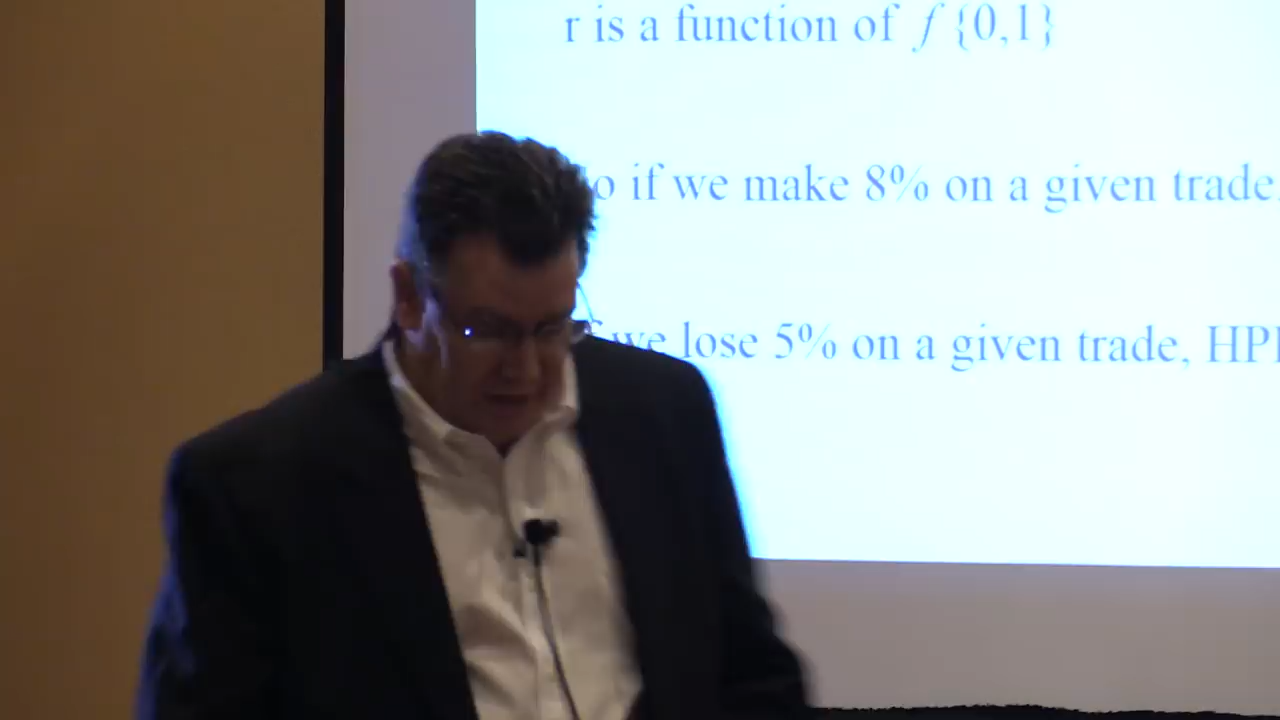 r is a function of f {0,1}
o if we make 8% on a given trade,
we lose 5% on a given trade, HP